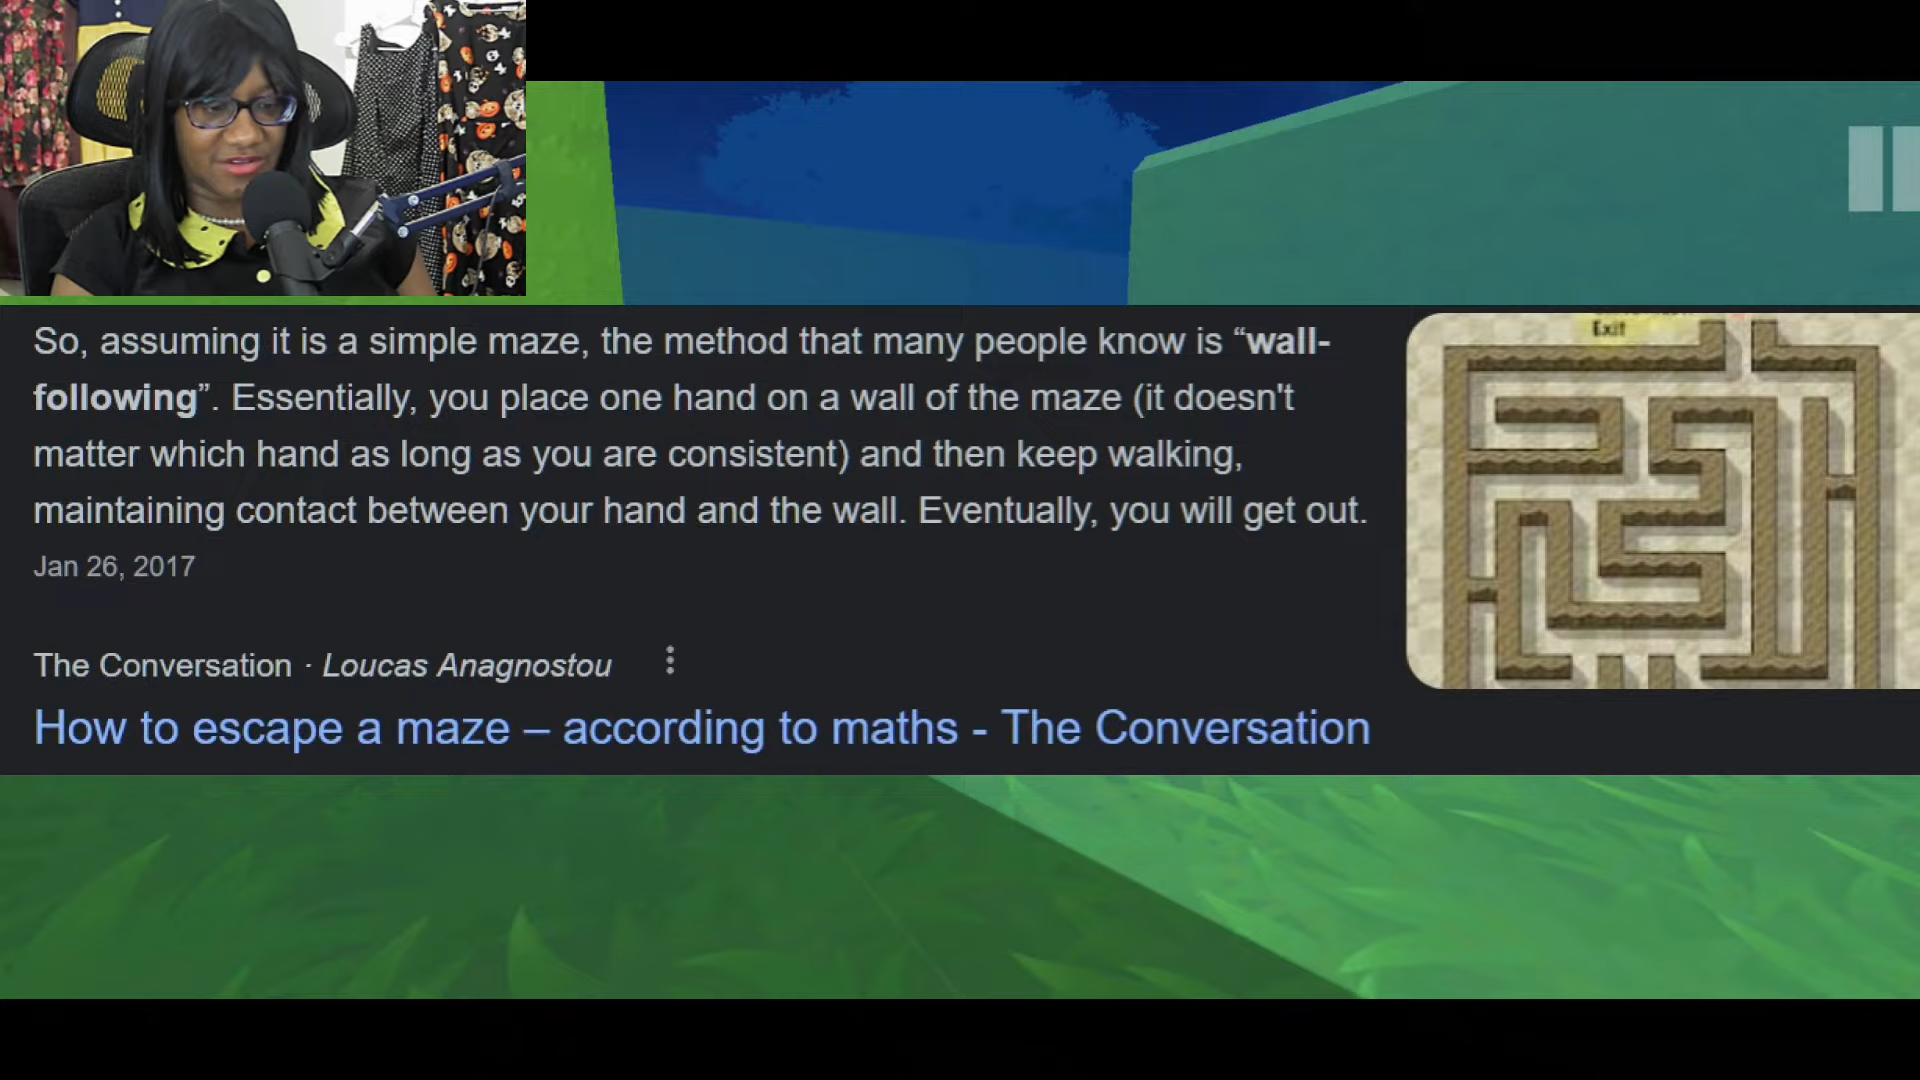 Exit
So, assuming it is a simple maze, the method that many people know is “wall-
following”. Essentially, you place one hand on a wall of the maze (it doesn't
matter which hand as long as you are consistent) and then keep walking,
maintaining contact between your hand and the wall. Eventually, you will get out.
Jan 26, 2017
The Conversation · Loucas Anagnostou
How to escape a maze – according to maths - The Conversation